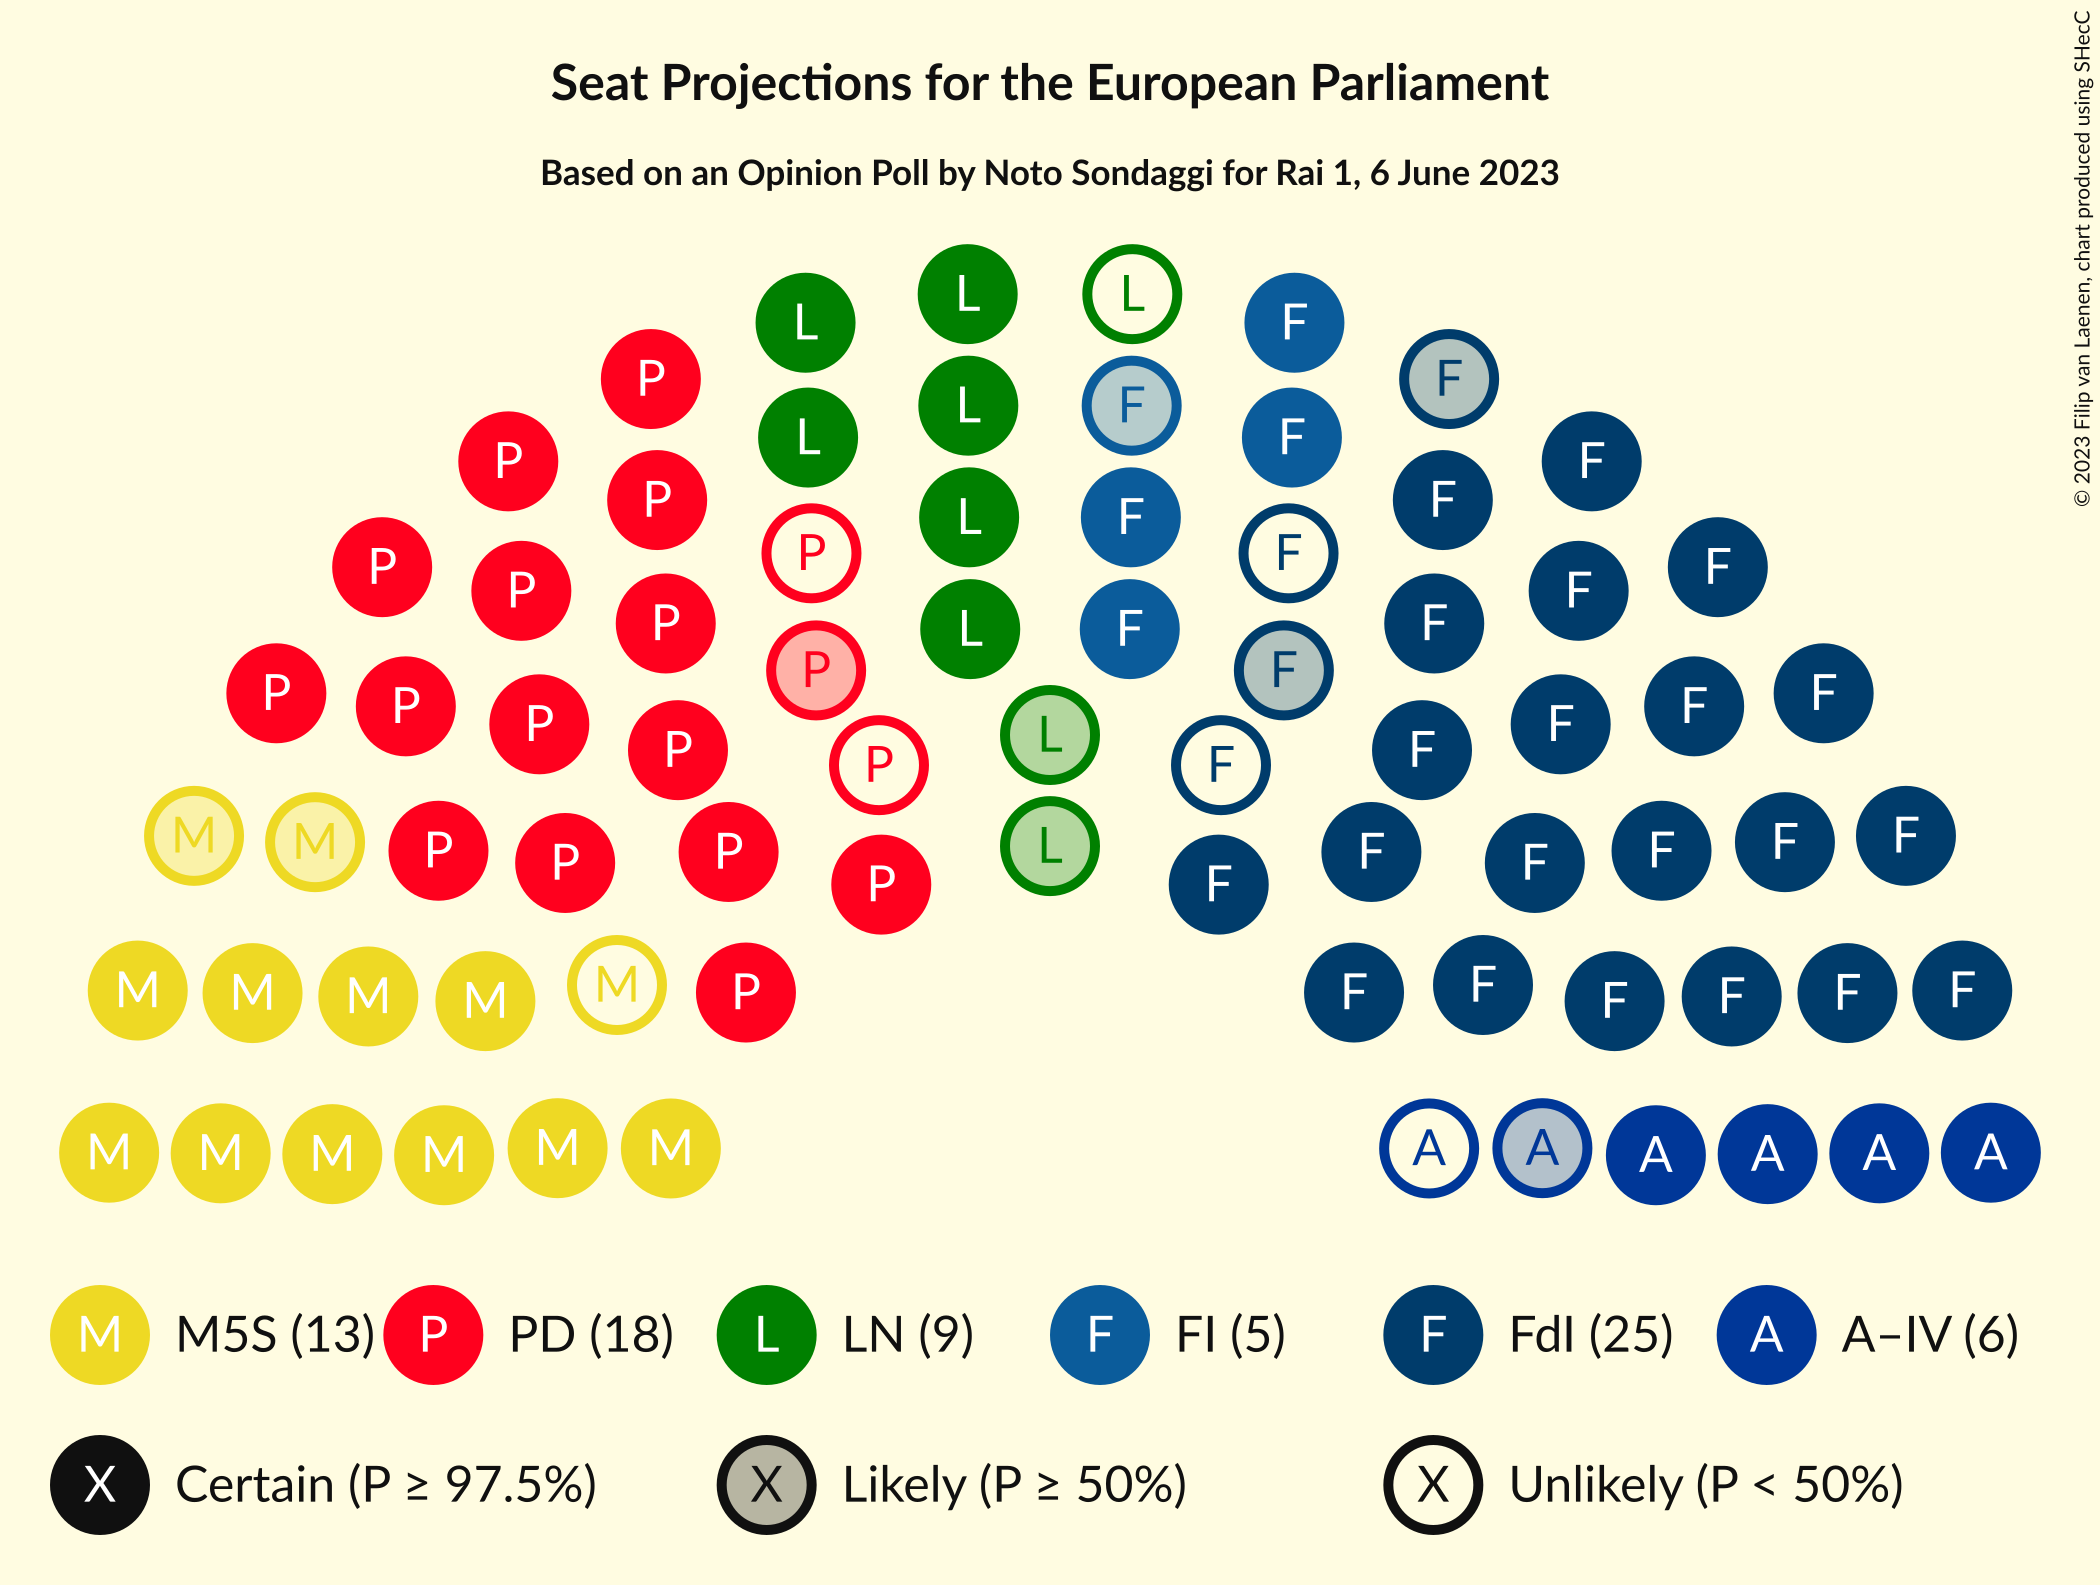 Seat Projections for the European Parliament
Based on an Opinion Poll by Noto Sondaggi for Rai 1, 6 June 2023
© 2023 Filip van Laenen, chart produced using SHecC
L L
L L F F
P F
L F
L F
P F
P F
L F
P F
P F
P F
P F
P F
L F
P F
P F
P F
P F
P F
L
P F
P F
M F
M F
L
P F
P F
P F
P F
M M M M M P F F F F F F
M M M M M M A A A A A A
M M5S (13) P PD (18) L LN (9) F FI (5) F FdI (25) A A–IV (6)
X Certain (P ≥ 97.5%) X Likely (P ≥ 50%) X Unlikely (P < 50%)